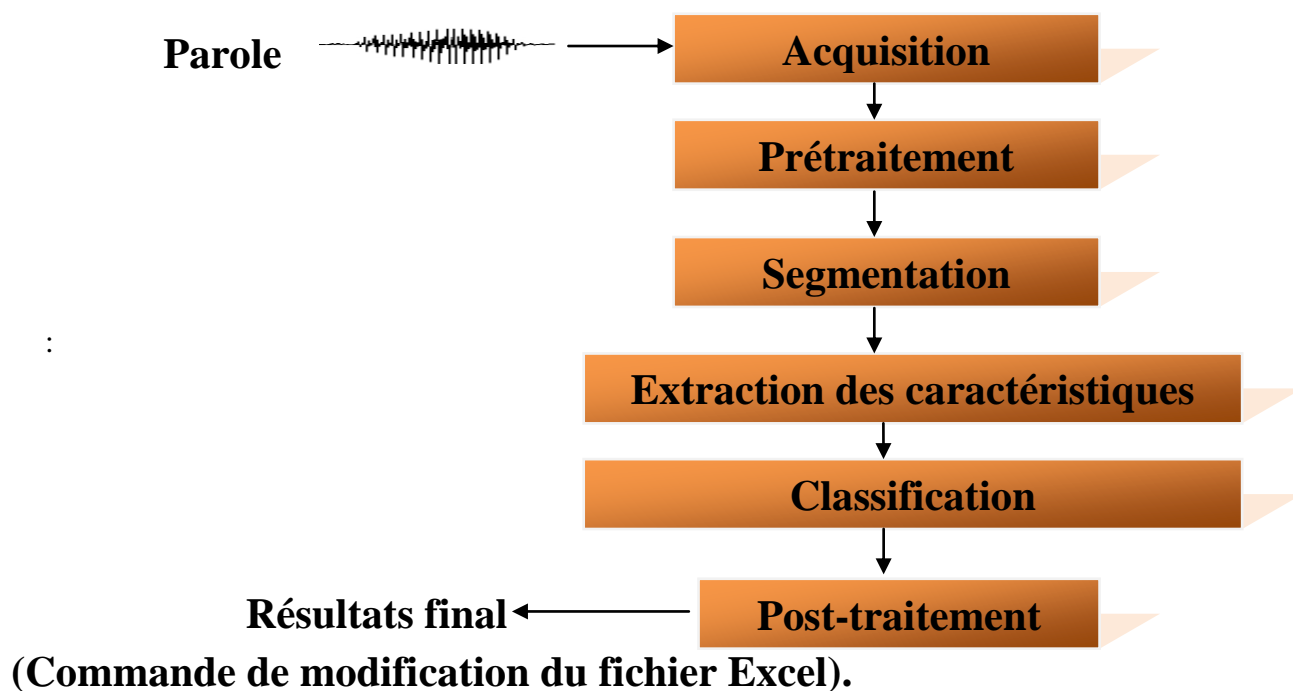 Parole
Acquisition
Prétraitement
Segmentation
:
Extraction des caractéristiques
Classification
Post-traitement
Résultats final
(Commande de modification du fichier Excel).